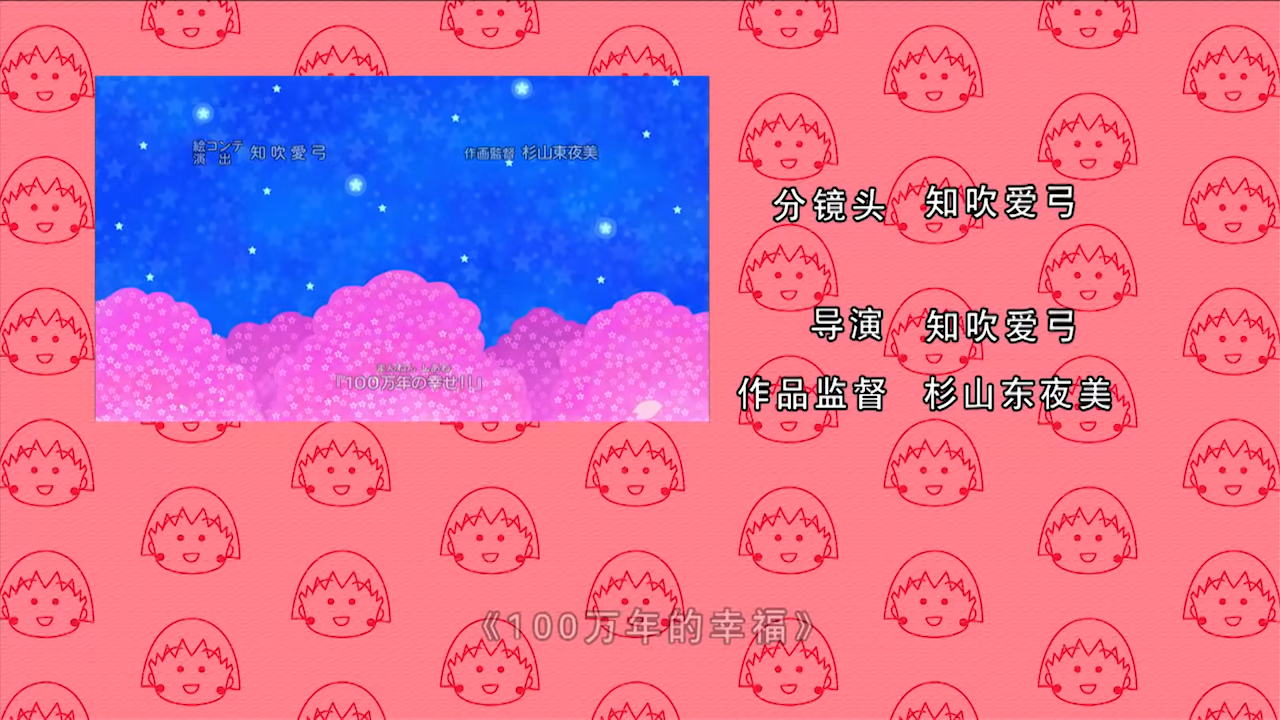 絵コンテ
演出 知吹愛弓
作画監督 杉山東夜美
『100万年の幸せ!!』
分镜头 知吹爱弓
导演 知吹爱弓
作品监督 杉山东夜美
《100万年的幸福》